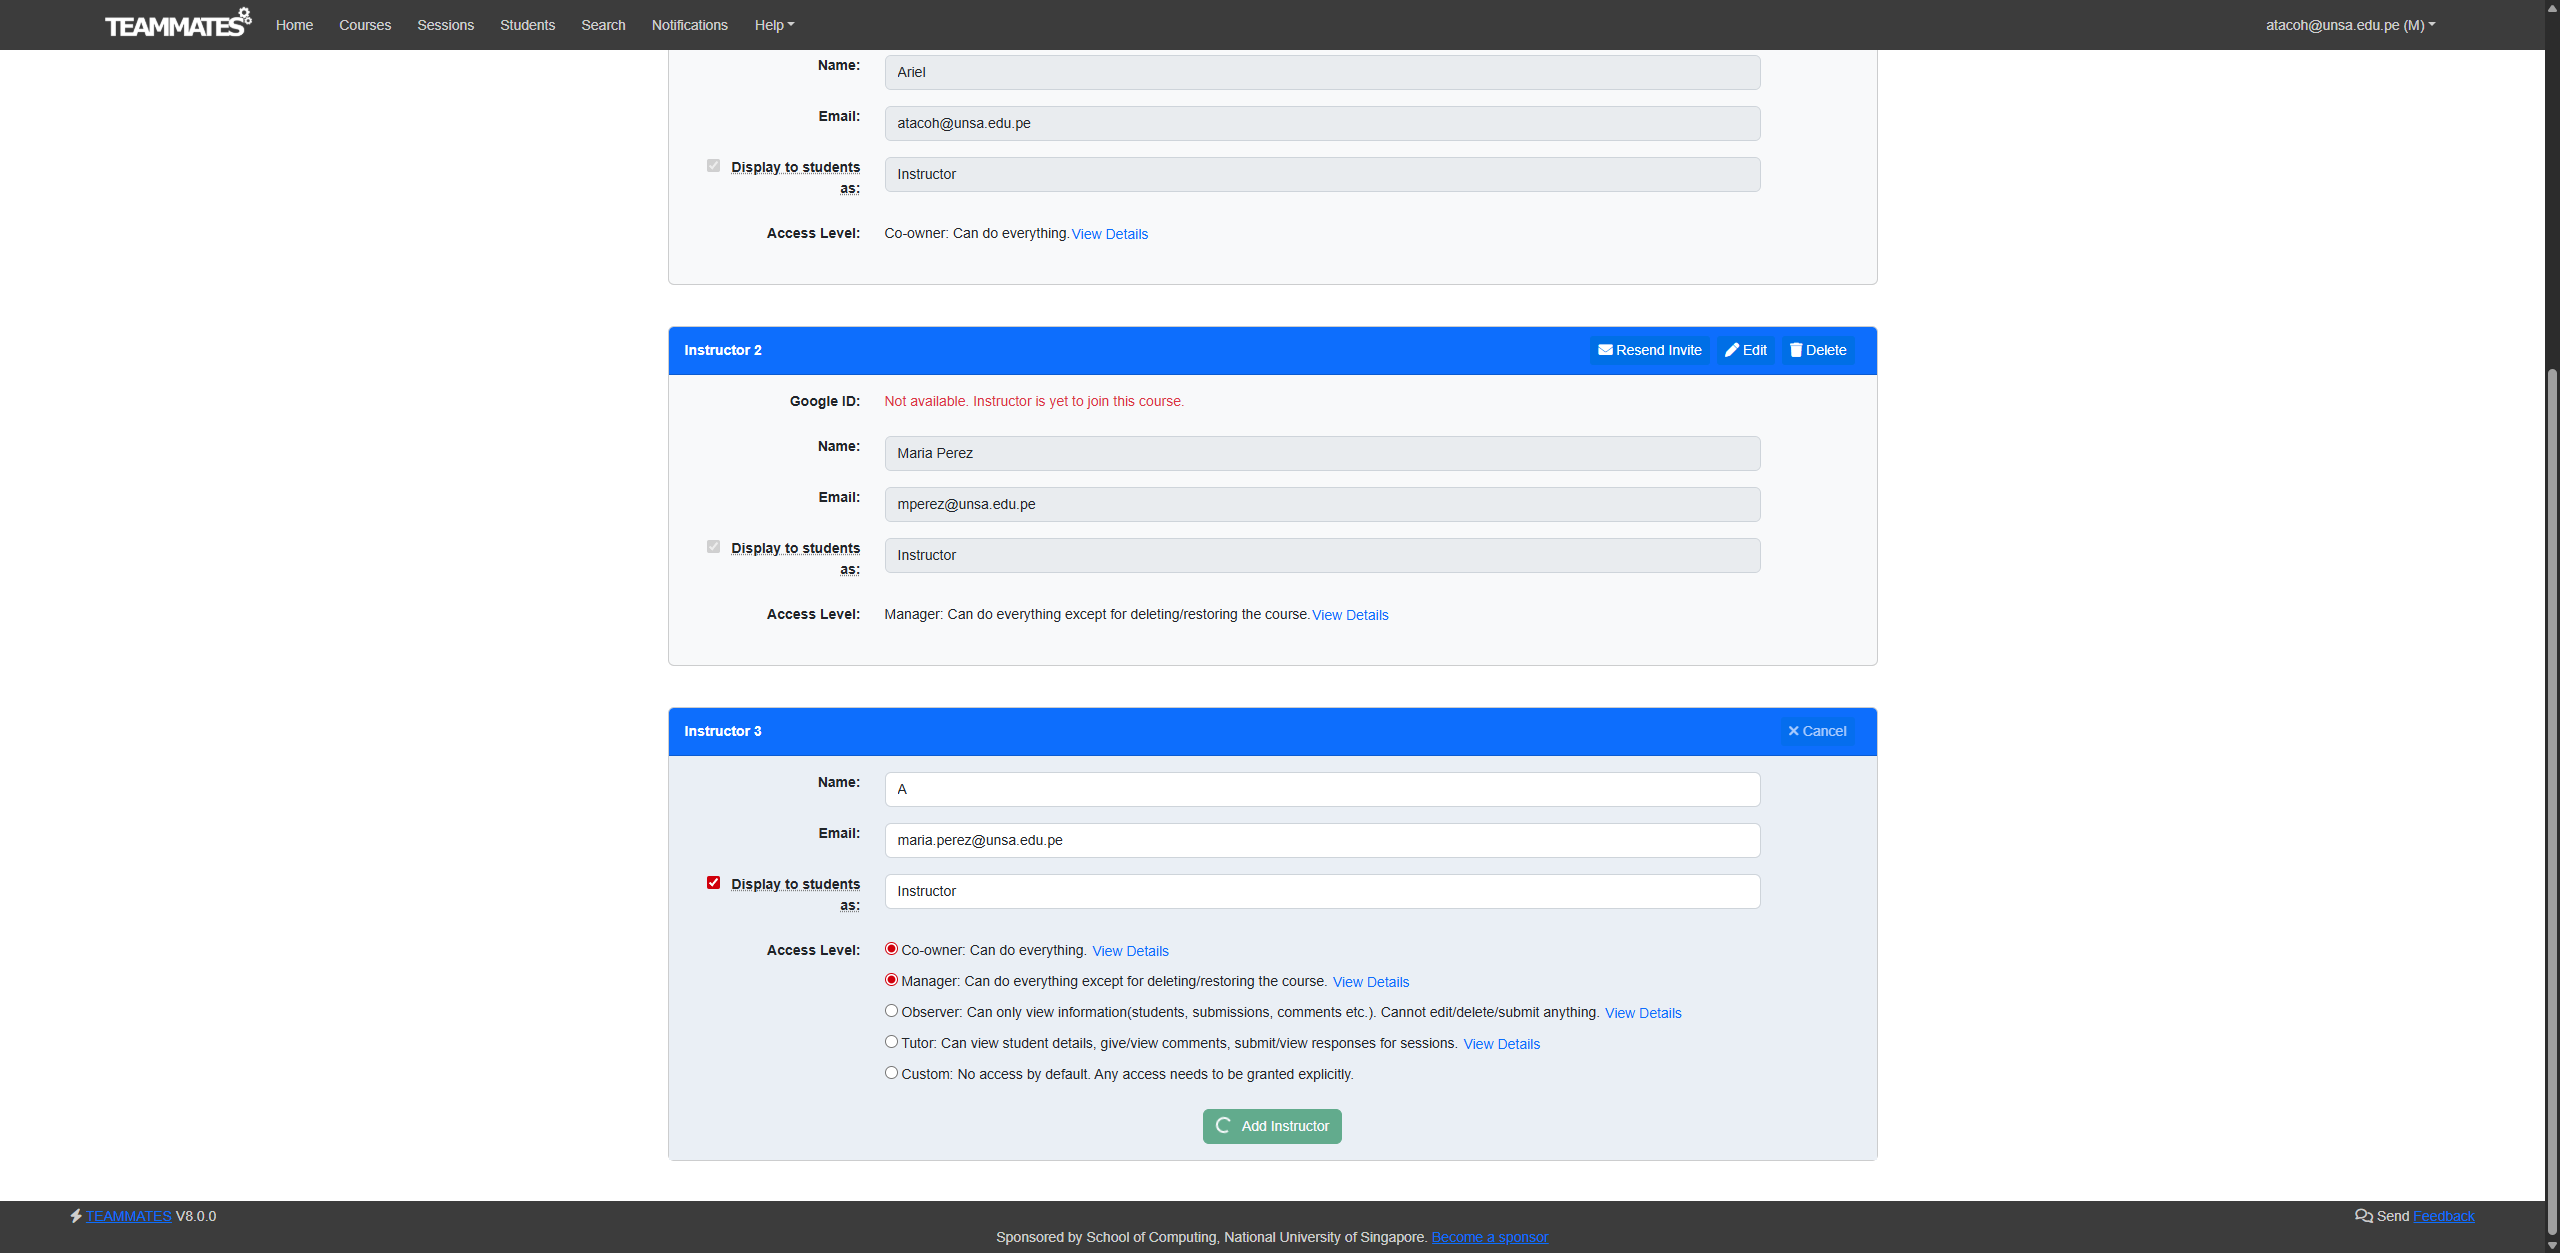 TEAMMATES Home Courses Sessions Students Search Notifications Help atacoh@unsa.edu.pe (M)
Name: Ariel
Email: atacoh@unsa.edu.pe
Display to students as: Instructor
Access Level: Co-owner: Can do everything. View Details
Instructor 2 Resend Invite Edit Delete
Google ID: Not available. Instructor is yet to join this course.
Name: Maria Perez
Email: mperez@unsa.edu.pe
Display to students as: Instructor
Access Level: Manager: Can do everything except for deleting/restoring the course. View Details
Instructor 3 Cancel
Name: A
Email: maria.perez@unsa.edu.pe
Display to students as: Instructor
Access Level: Co-owner: Can do everything. View Details
Manager: Can do everything except for deleting/restoring the course. View Details
Observer: Can only view information(students, submissions, comments etc.). Cannot edit/delete/submit anything. View Details
Tutor: Can view student details, give/view comments, submit/view responses for sessions. View Details
Custom: No access by default. Any access needs to be granted explicitly.
Add Instructor
TEAMMATES V8.0.0 Send Feedback
Sponsored by School of Computing, National University of Singapore. Become a sponsor